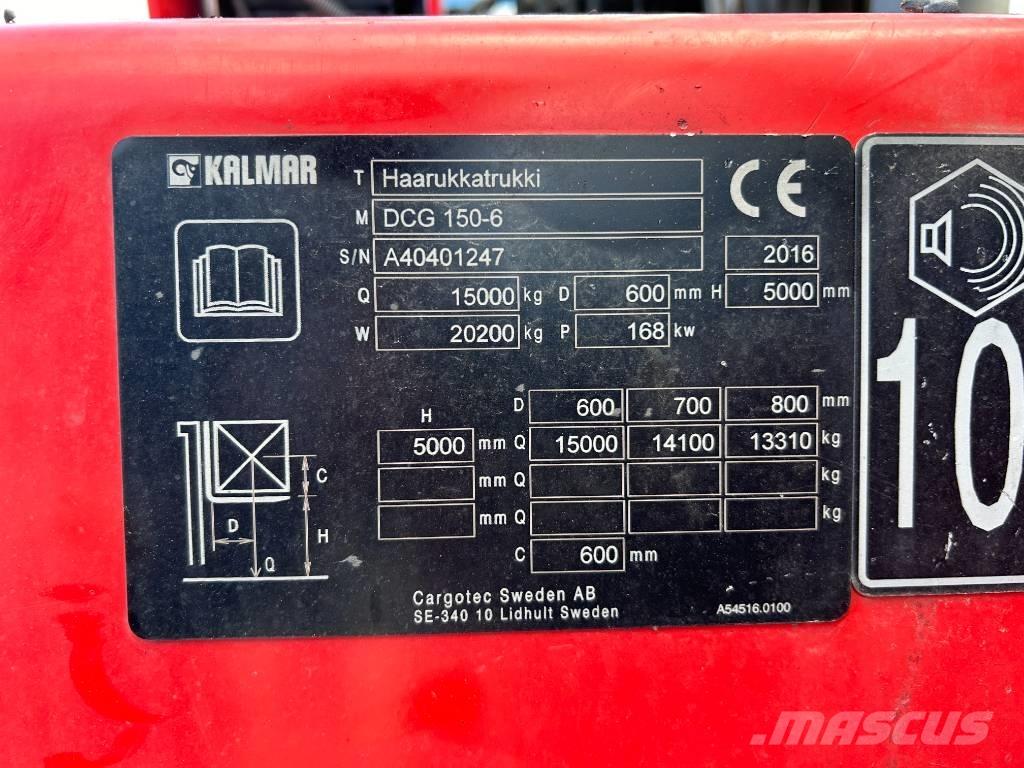 KALMAR
T Haarukkatrukki
M DCG 150-6
S/N A40401247 2016
Q 15000 kg D 600 mm H 5000 mm
W 20200 kg P 168 kw
H D 600 700 800 mm
5000 mm Q 15000 14100 13310 kg
mm Q kg
mm Q kg
C 600 mm
C
D H
Q
Cargotec Sweden AB
SE-340 10 Lidhult Sweden
A54516.0100
CE
10
MASCUS